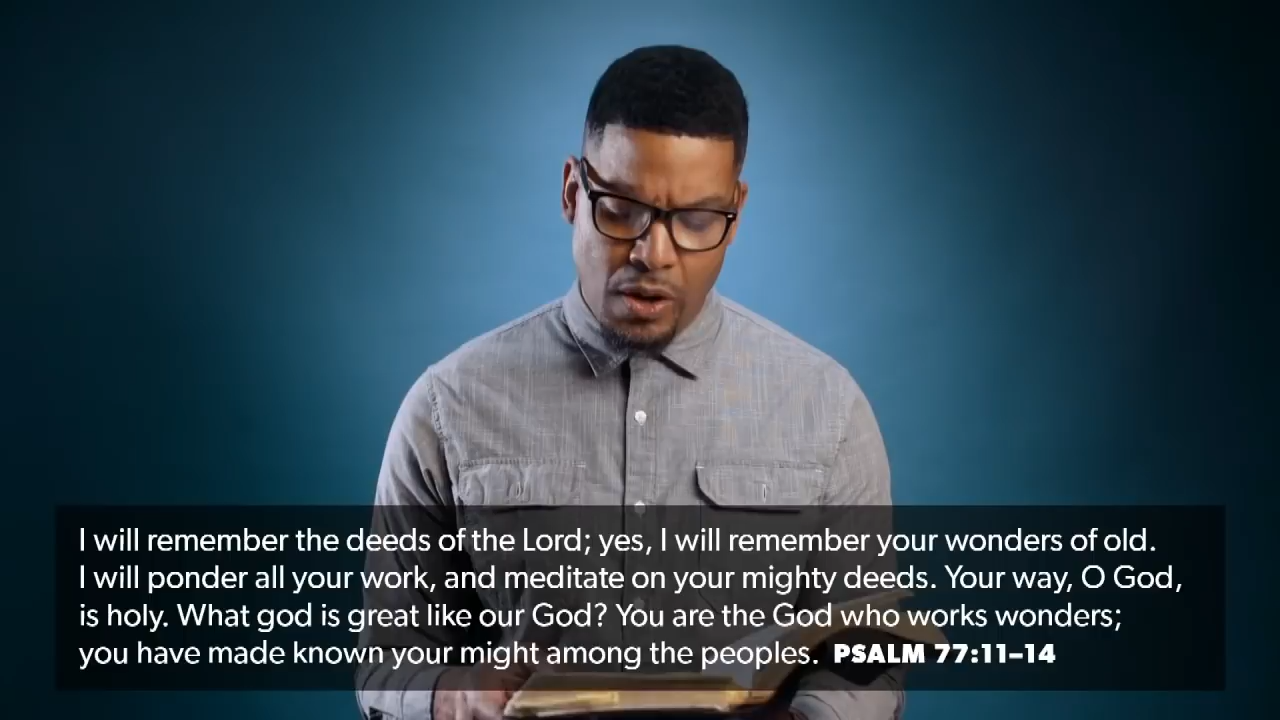 I will remember the deeds of the Lord; yes, I will remember your wonders of old.
I will ponder all your work, and meditate on your mighty deeds. Your way, O God,
is holy. What god is great like our God? You are the God who works wonders;
you have made known your might among the peoples. PSALM 77:11–14